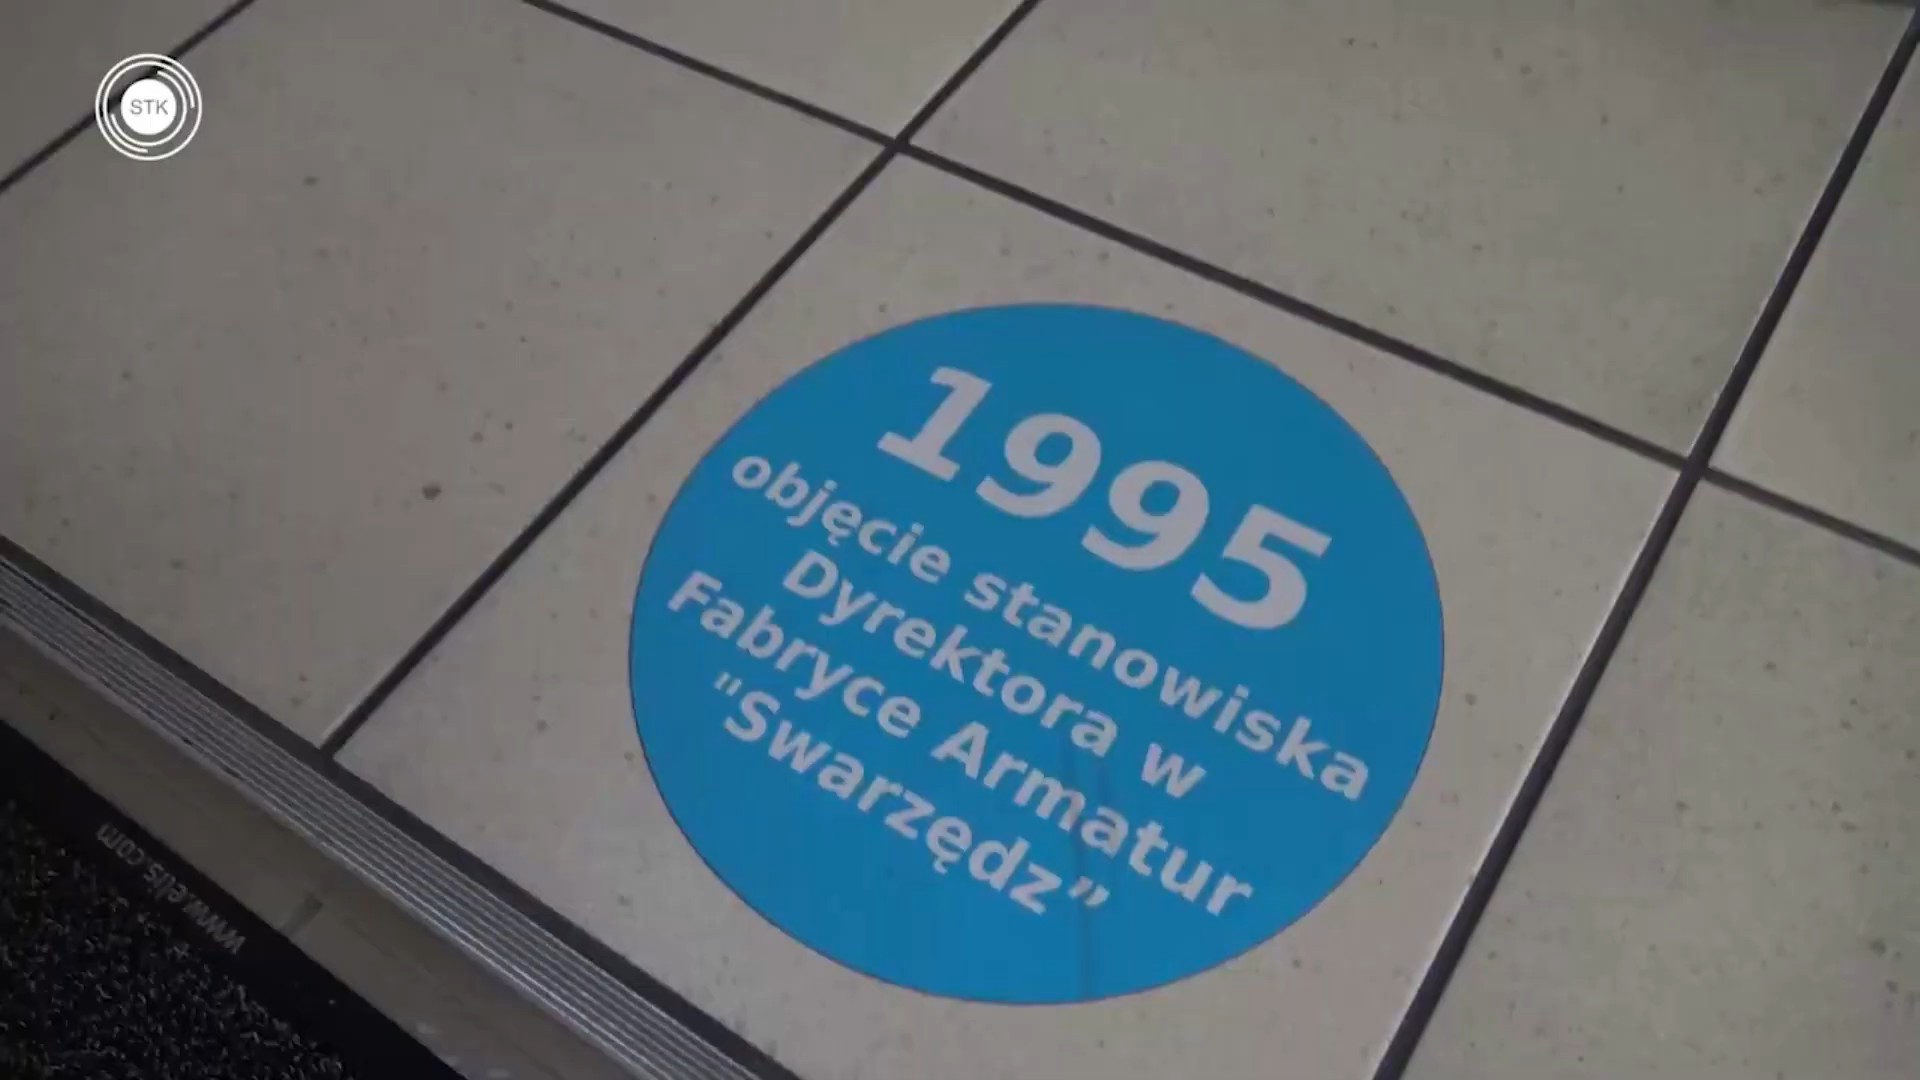 STK
1995
objęcie stanowiska
Dyrektora w
Fabryce Armatur
"Swarzędz”
www.elis.com